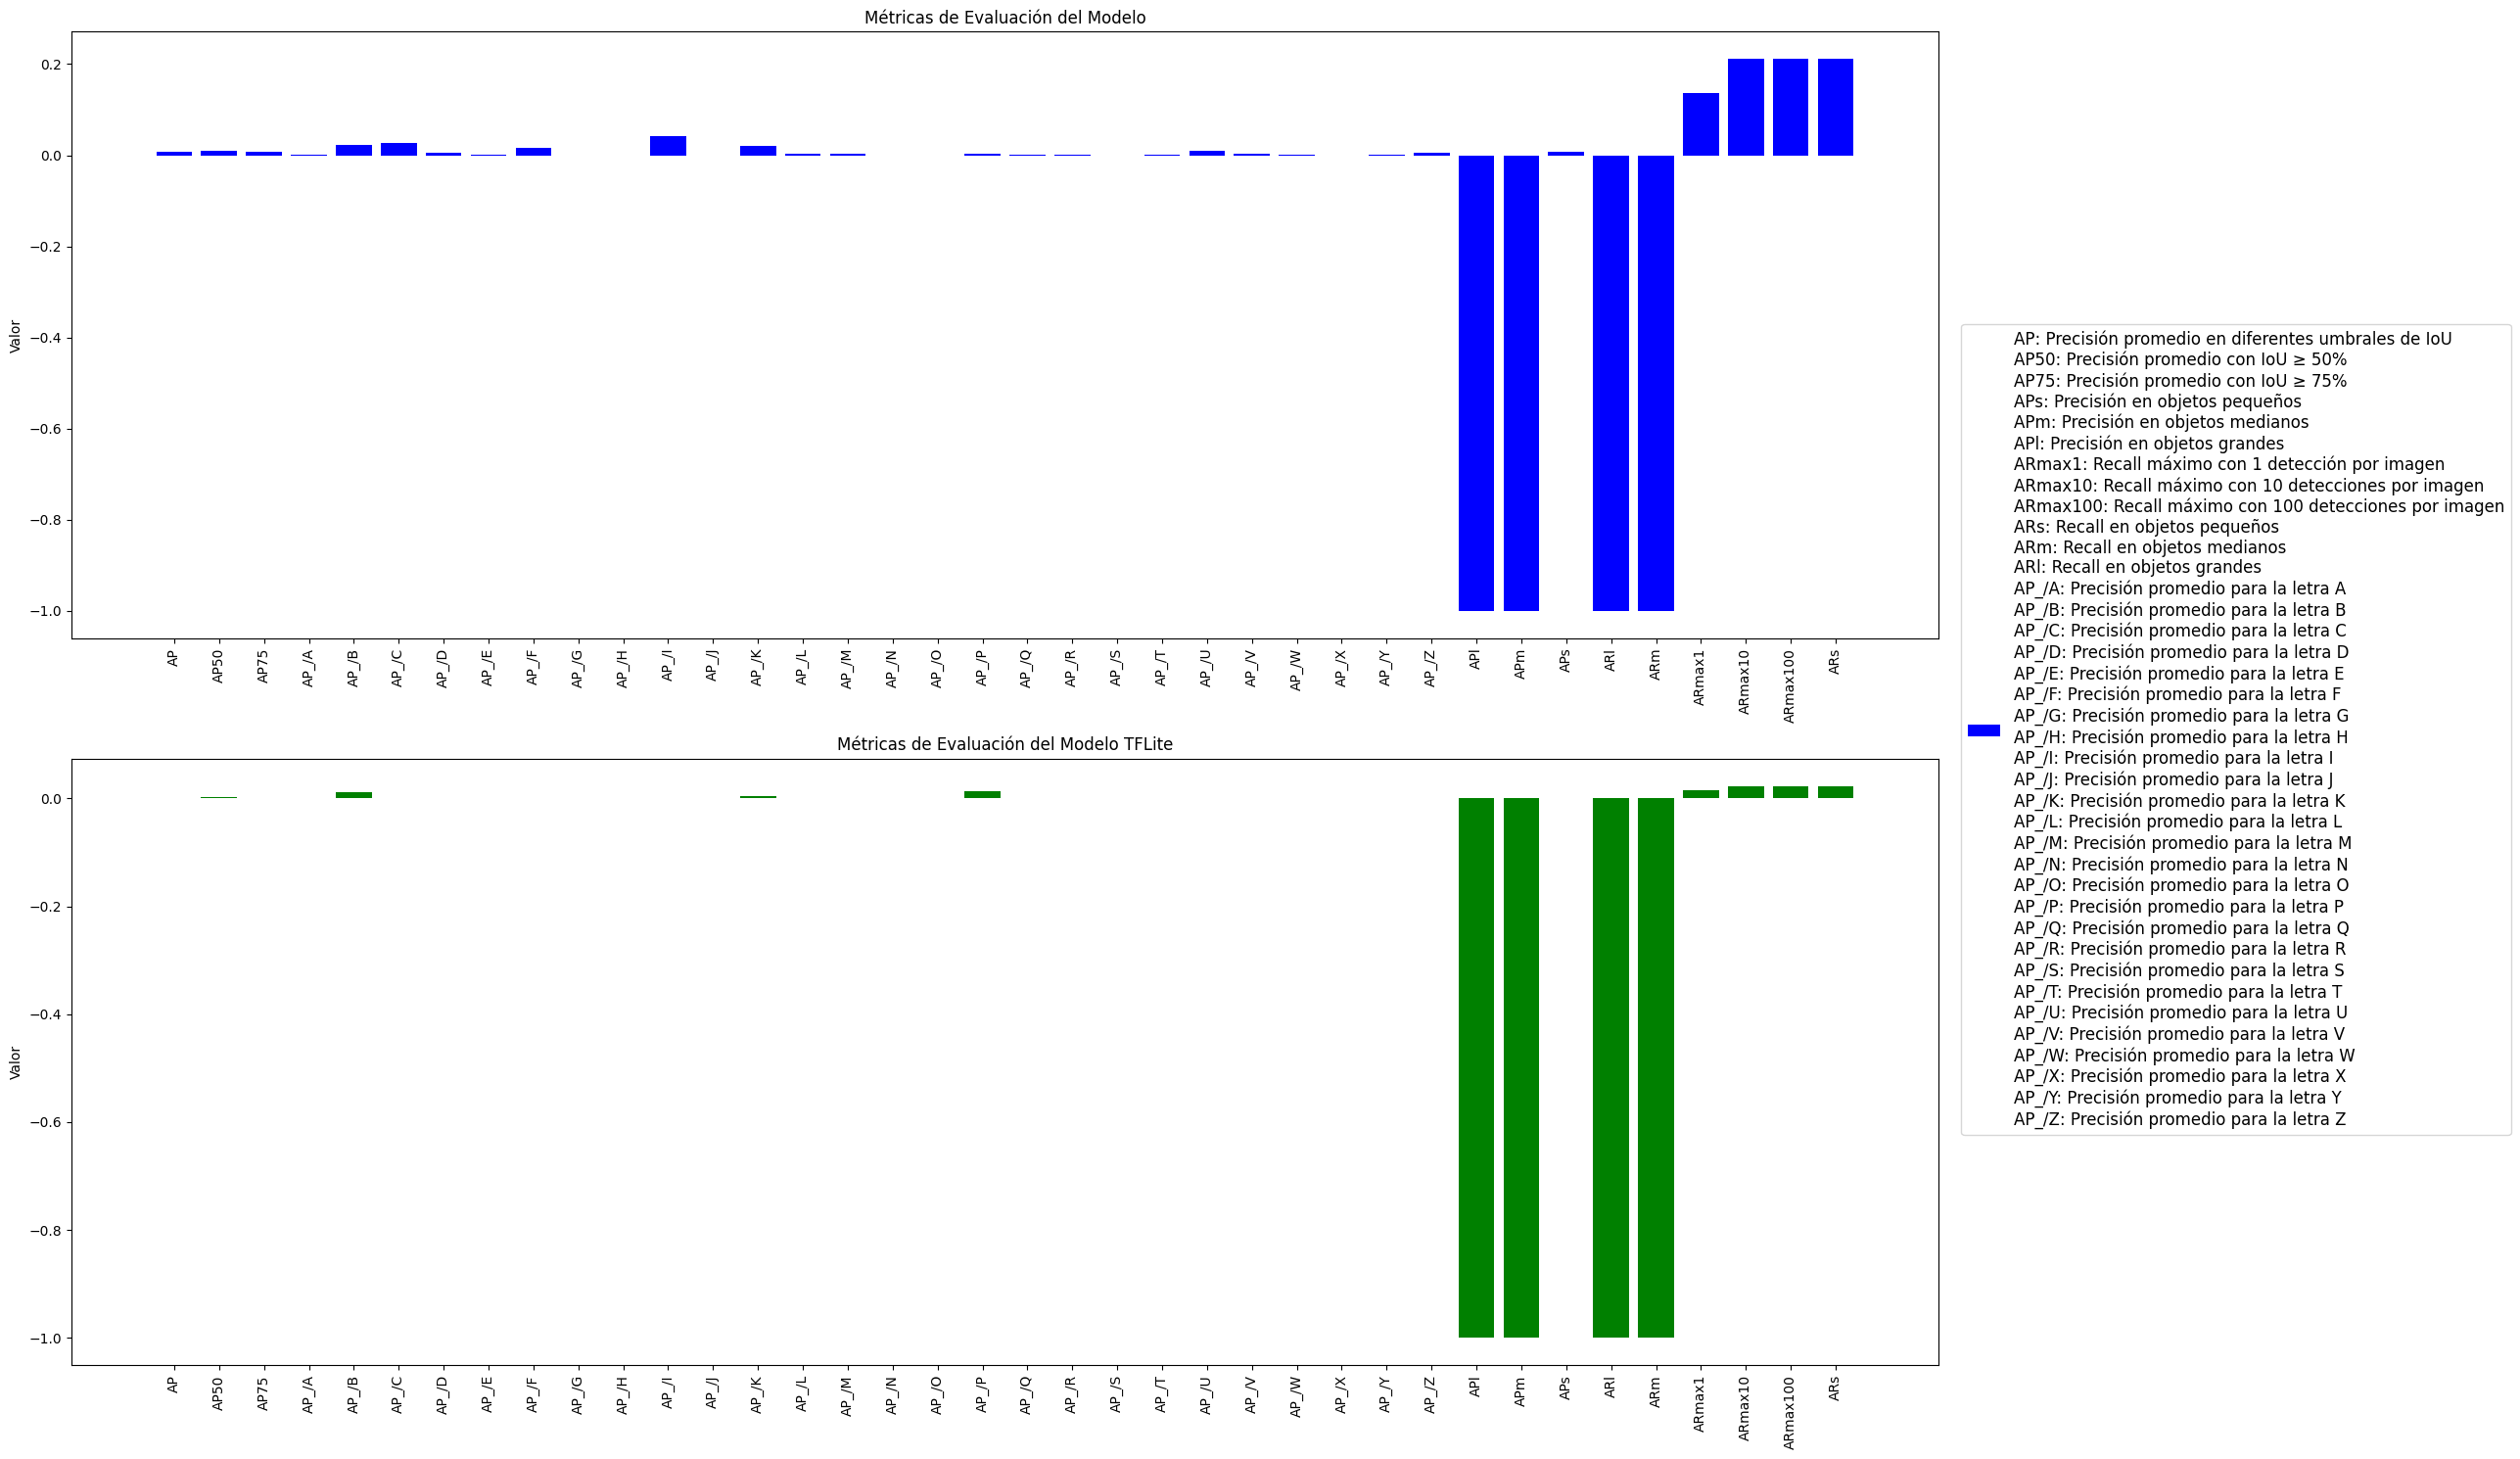 Métricas de Evaluación del Modelo
Valor
0.2
0.0
−0.2
−0.4
−0.6
−0.8
−1.0
AP
AP50
AP75
AP_/A
AP_/B
AP_/C
AP_/D
AP_/E
AP_/F
AP_/G
AP_/H
AP_/I
AP_/J
AP_/K
AP_/L
AP_/M
AP_/N
AP_/O
AP_/P
AP_/Q
AP_/R
AP_/S
AP_/T
AP_/U
AP_/V
AP_/W
AP_/X
AP_/Y
AP_/Z
APl
APm
APs
ARl
ARm
ARmax1
ARmax10
ARmax100
ARs
Métricas de Evaluación del Modelo TFLite
Valor
0.0
−0.2
−0.4
−0.6
−0.8
−1.0
AP
AP50
AP75
AP_/A
AP_/B
AP_/C
AP_/D
AP_/E
AP_/F
AP_/G
AP_/H
AP_/I
AP_/J
AP_/K
AP_/L
AP_/M
AP_/N
AP_/O
AP_/P
AP_/Q
AP_/R
AP_/S
AP_/T
AP_/U
AP_/V
AP_/W
AP_/X
AP_/Y
AP_/Z
APl
APm
APs
ARl
ARm
ARmax1
ARmax10
ARmax100
ARs
AP: Precisión promedio en diferentes umbrales de IoU
AP50: Precisión promedio con IoU ≥ 50%
AP75: Precisión promedio con IoU ≥ 75%
APs: Precisión en objetos pequeños
APm: Precisión en objetos medianos
APl: Precisión en objetos grandes
ARmax1: Recall máximo con 1 detección por imagen
ARmax10: Recall máximo con 10 detecciones por imagen
ARmax100: Recall máximo con 100 detecciones por imagen
ARs: Recall en objetos pequeños
ARm: Recall en objetos medianos
ARl: Recall en objetos grandes
AP_/A: Precisión promedio para la letra A
AP_/B: Precisión promedio para la letra B
AP_/C: Precisión promedio para la letra C
AP_/D: Precisión promedio para la letra D
AP_/E: Precisión promedio para la letra E
AP_/F: Precisión promedio para la letra F
AP_/G: Precisión promedio para la letra G
AP_/H: Precisión promedio para la letra H
AP_/I: Precisión promedio para la letra I
AP_/J: Precisión promedio para la letra J
AP_/K: Precisión promedio para la letra K
AP_/L: Precisión promedio para la letra L
AP_/M: Precisión promedio para la letra M
AP_/N: Precisión promedio para la letra N
AP_/O: Precisión promedio para la letra O
AP_/P: Precisión promedio para la letra P
AP_/Q: Precisión promedio para la letra Q
AP_/R: Precisión promedio para la letra R
AP_/S: Precisión promedio para la letra S
AP_/T: Precisión promedio para la letra T
AP_/U: Precisión promedio para la letra U
AP_/V: Precisión promedio para la letra V
AP_/W: Precisión promedio para la letra W
AP_/X: Precisión promedio para la letra X
AP_/Y: Precisión promedio para la letra Y
AP_/Z: Precisión promedio para la letra Z